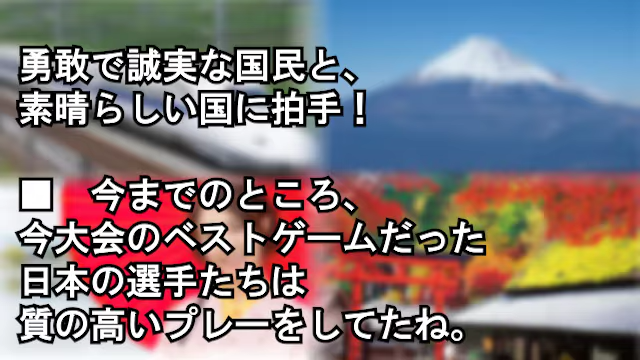 勇敢で誠実な国民と、
素晴らしい国に拍手！
■　今までのところ、
今大会のベストゲームだった
日本の選手たちは
質の高いプレーをしてたね。